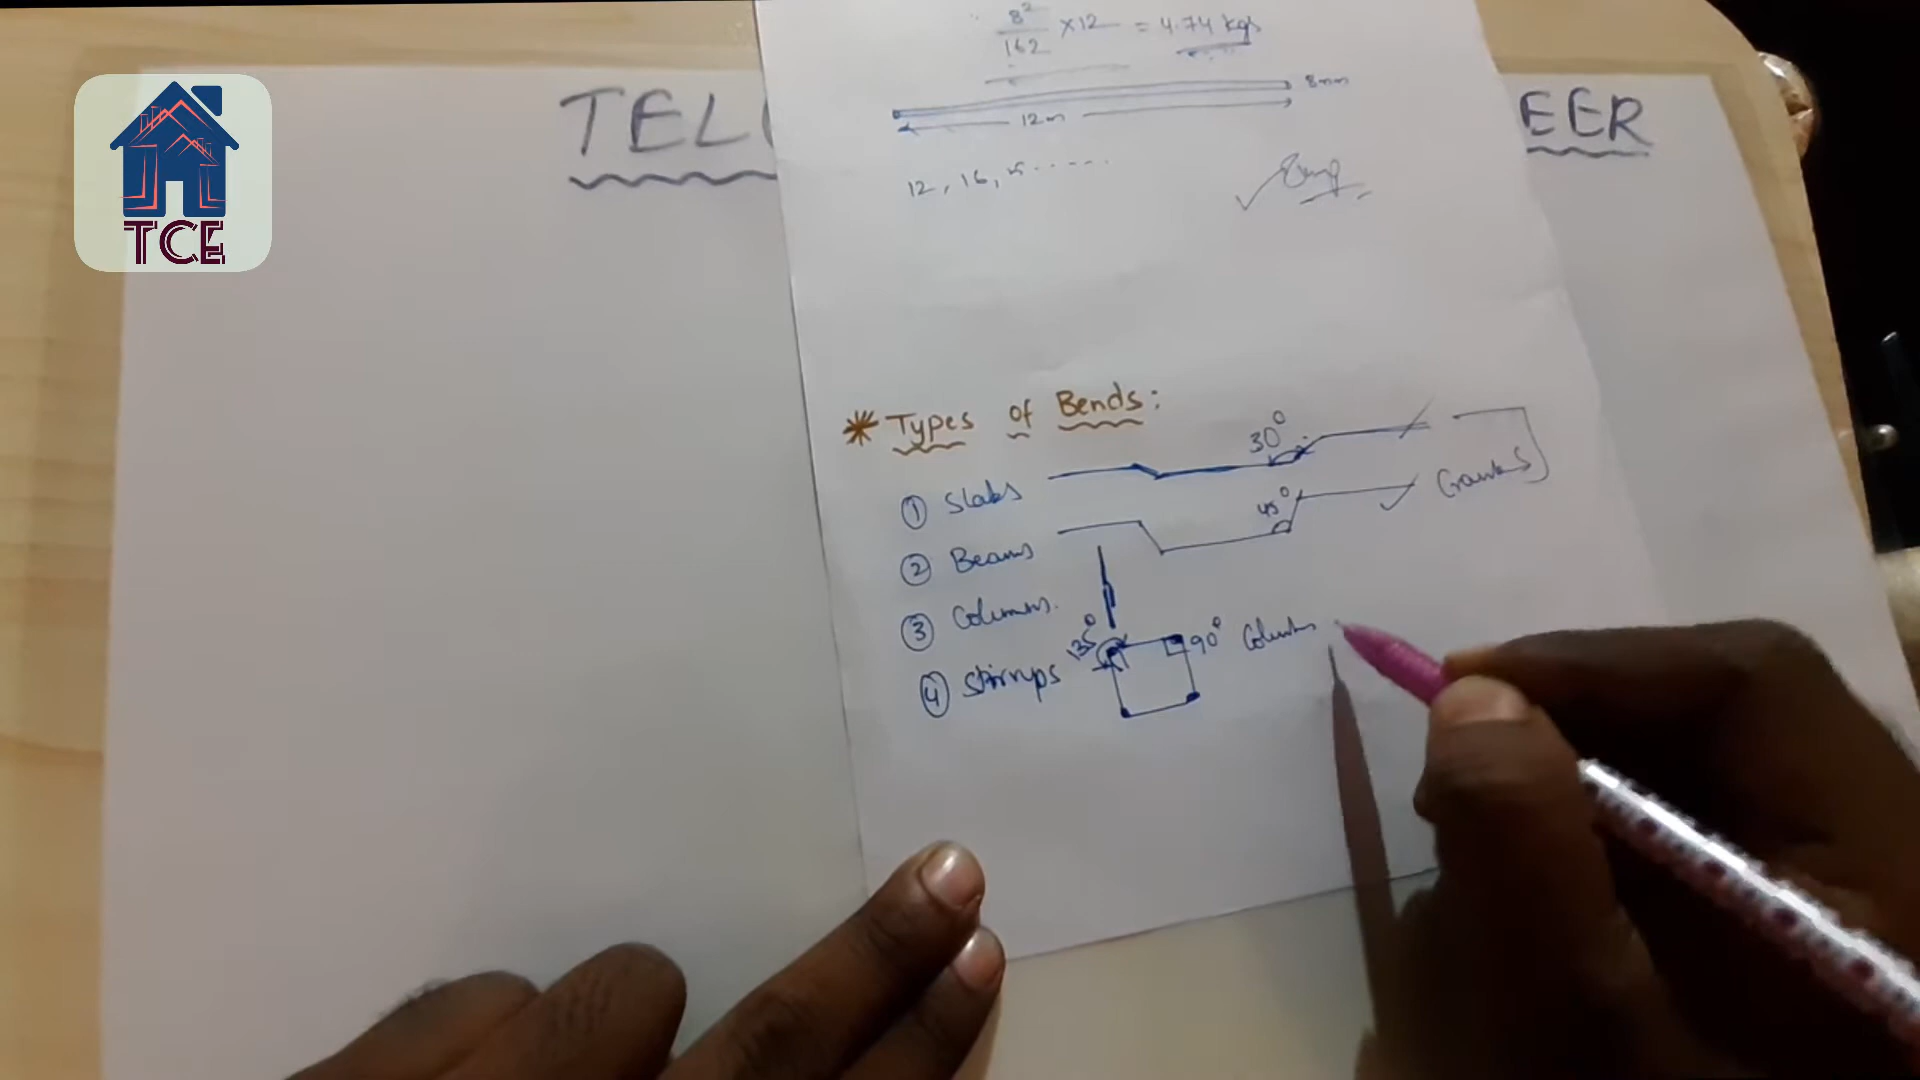 8²/162 ×12 = 4.74 kgs
8mm
12m
12, 16, ......
TEL
EER
TCE
* Types of Bends:
① Slabs
30°
② Beams
45°
Cranks
③ Columns.
④ Stirrups
135°
90°